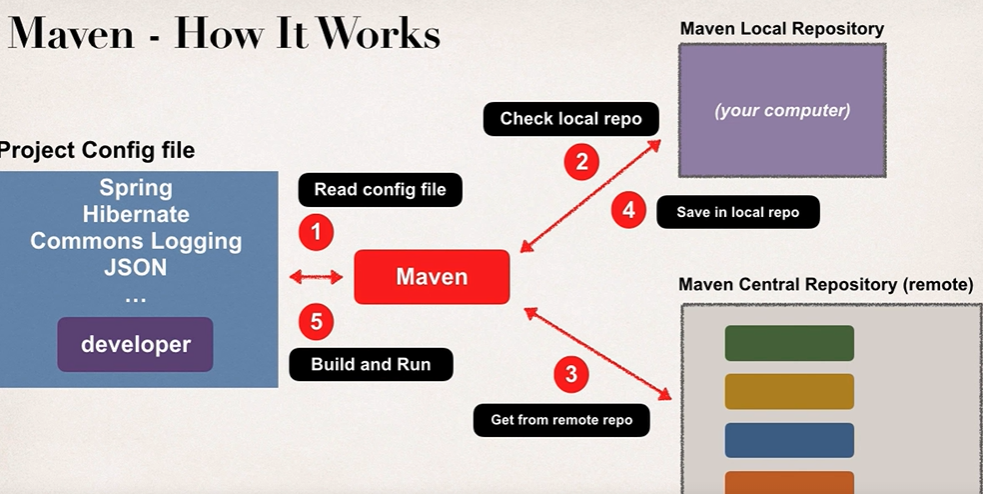 Maven - How It Works
Maven Local Repository
(your computer)
Check local repo
2
4
Save in local repo
Project Config file
Spring
Hibernate
Commons Logging
JSON
...
developer
Read config file
1
Maven
5
Build and Run
Maven Central Repository (remote)
3
Get from remote repo